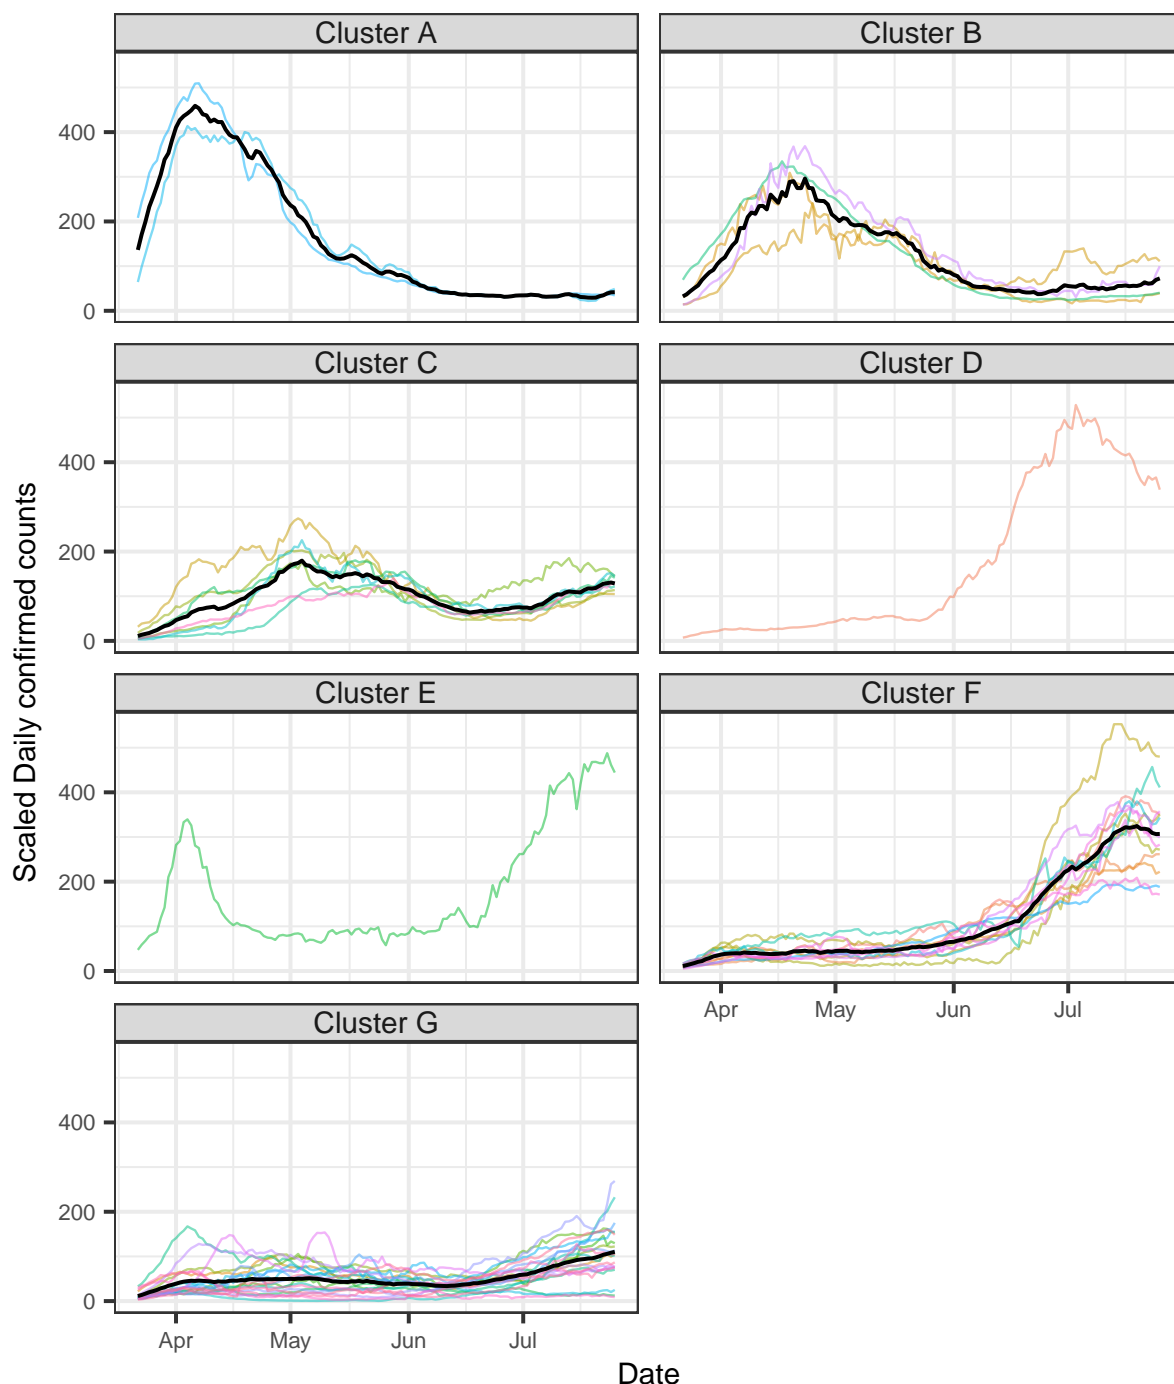 Cluster A
Cluster B
400
200
0
Cluster C
Cluster D
400
200
0
Cluster E
Cluster F
400
200
0
Apr May Jun Jul
Cluster G
400
200
0
Apr May Jun Jul
Scaled Daily confirmed counts
Date